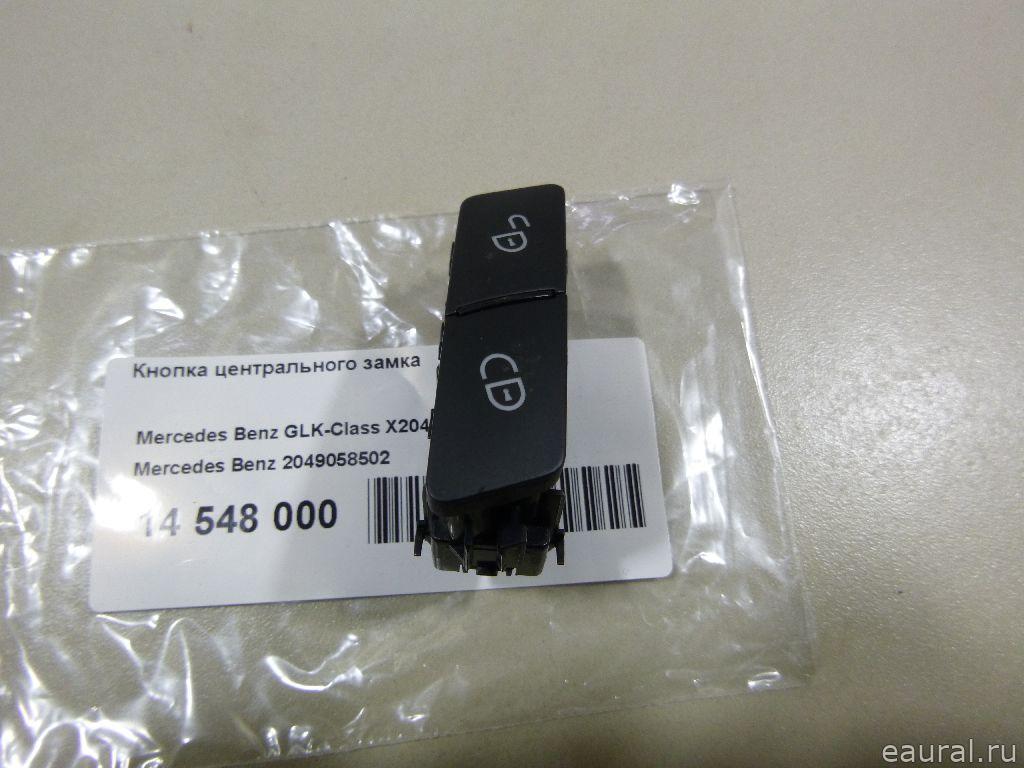 Кнопка центрального замка
Mercedes Benz GLK-Class X204
Mercedes Benz 2049058502
14 548 000
eaural.ru